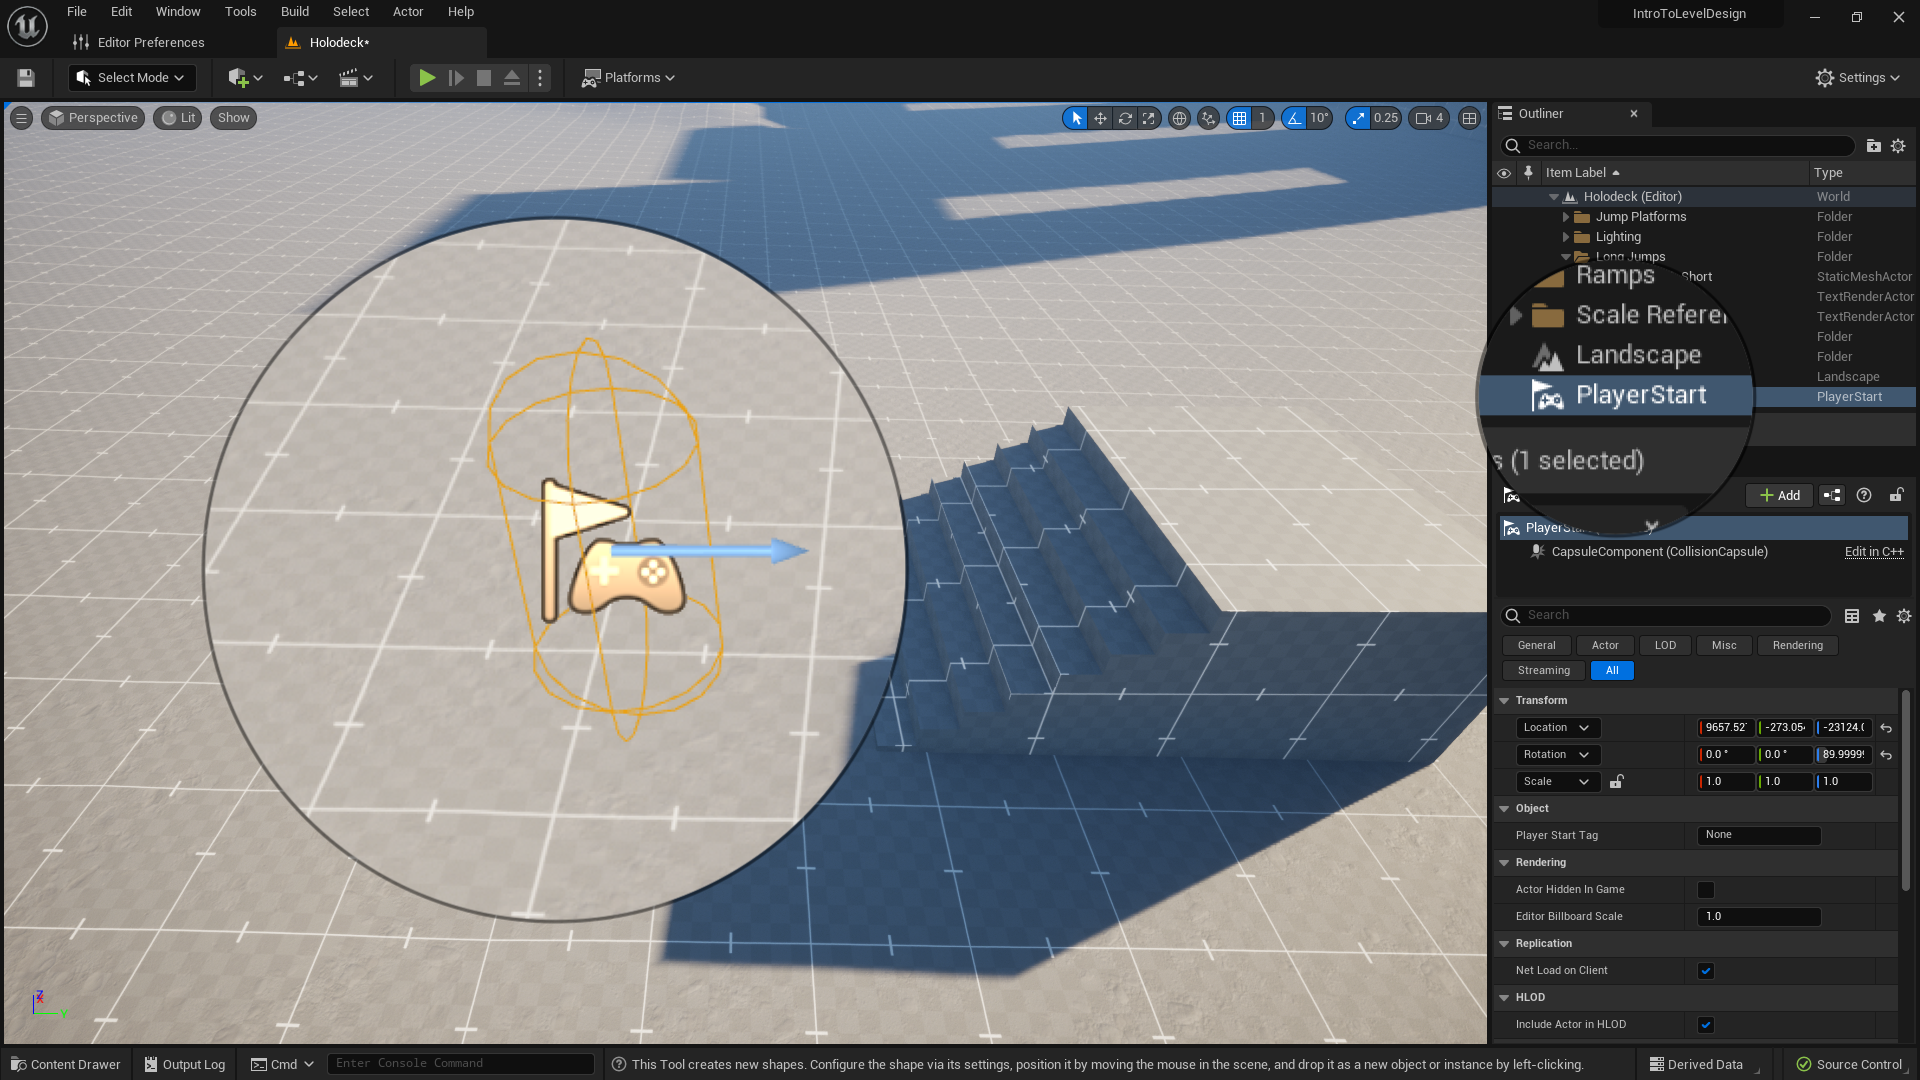 File Edit Window Tools Build Select Actor Help
IntroToLevelDesign
Editor Preferences
Holodeck*
Select Mode
Platforms
Settings
Perspective
Lit
Show
1
10°
0.25
4
Outliner
Search...
Item Label
Type
Holodeck (Editor)
World
Jump Platforms
Folder
Lighting
Folder
Long Jumps
Folder
Short
StaticMeshActor
TextRenderActor
TextRenderActor
Folder
Folder
Landscape
PlayerStart
Ramps
Scale Referen
Landscape
PlayerStart
s (1 selected)
Add
CapsuleComponent (CollisionCapsule)
Edit in C++
Search
General
Actor
LOD
Misc
Rendering
Streaming
All
Transform
Location
9657.52
-273.05
-23124.(
Rotation
0.0 °
0.0 °
89.9999
Scale
1.0
1.0
1.0
Object
Player Start Tag
None
Rendering
Actor Hidden In Game
Editor Billboard Scale
1.0
Replication
Net Load on Client
HLOD
Include Actor in HLOD
Z
X
Y
Content Drawer
Output Log
Cmd
Enter Console Command
This Tool creates new shapes. Configure the shape via its settings, position it by moving the mouse in the scene, and drop it as a new object or instance by left-clicking.
Derived Data
Source Control